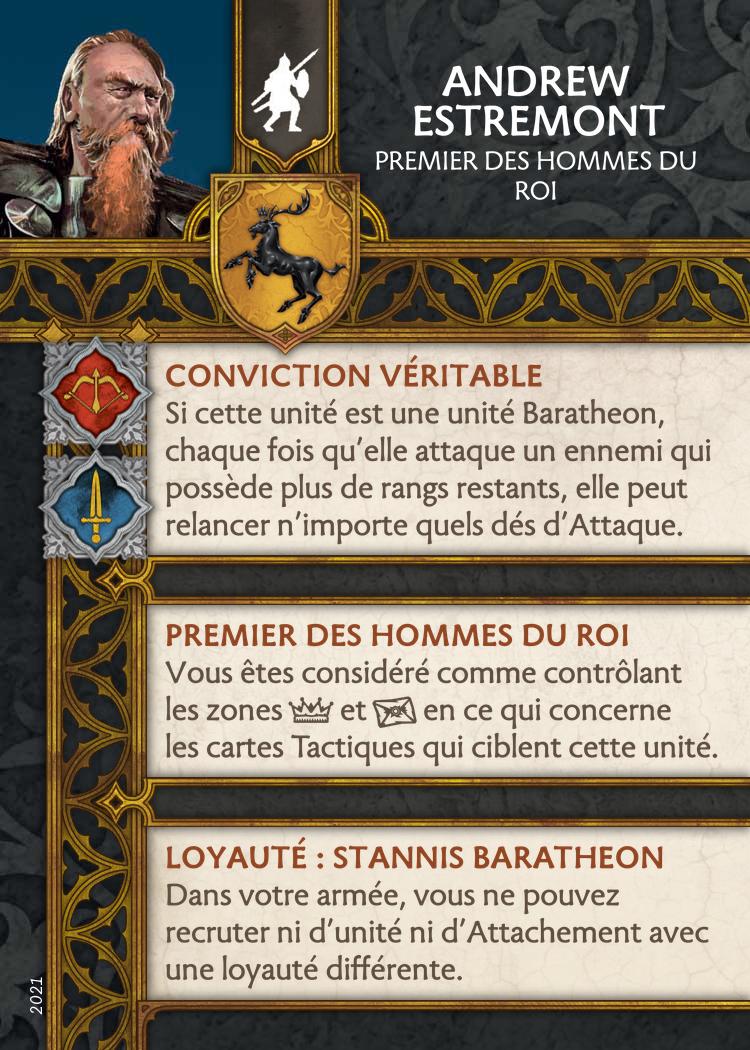 ANDREW
ESTREMONT
PREMIER DES HOMMES DU
ROI
CONVICTION VÉRITABLE
Si cette unité est une unité Baratheon,
chaque fois qu'elle attaque un ennemi qui
possède plus de rangs restants, elle peut
relancer n'importe quels dés d'Attaque.
PREMIER DES HOMMES DU ROI
Vous êtes considéré comme contrôlant
les zones et en ce qui concerne
les cartes Tactiques qui ciblent cette unité.
LOYAUTÉ : STANNIS BARATHEON
Dans votre armée, vous ne pouvez
recruter ni d'unité ni d'Attachement avec
une loyauté différente.
2021